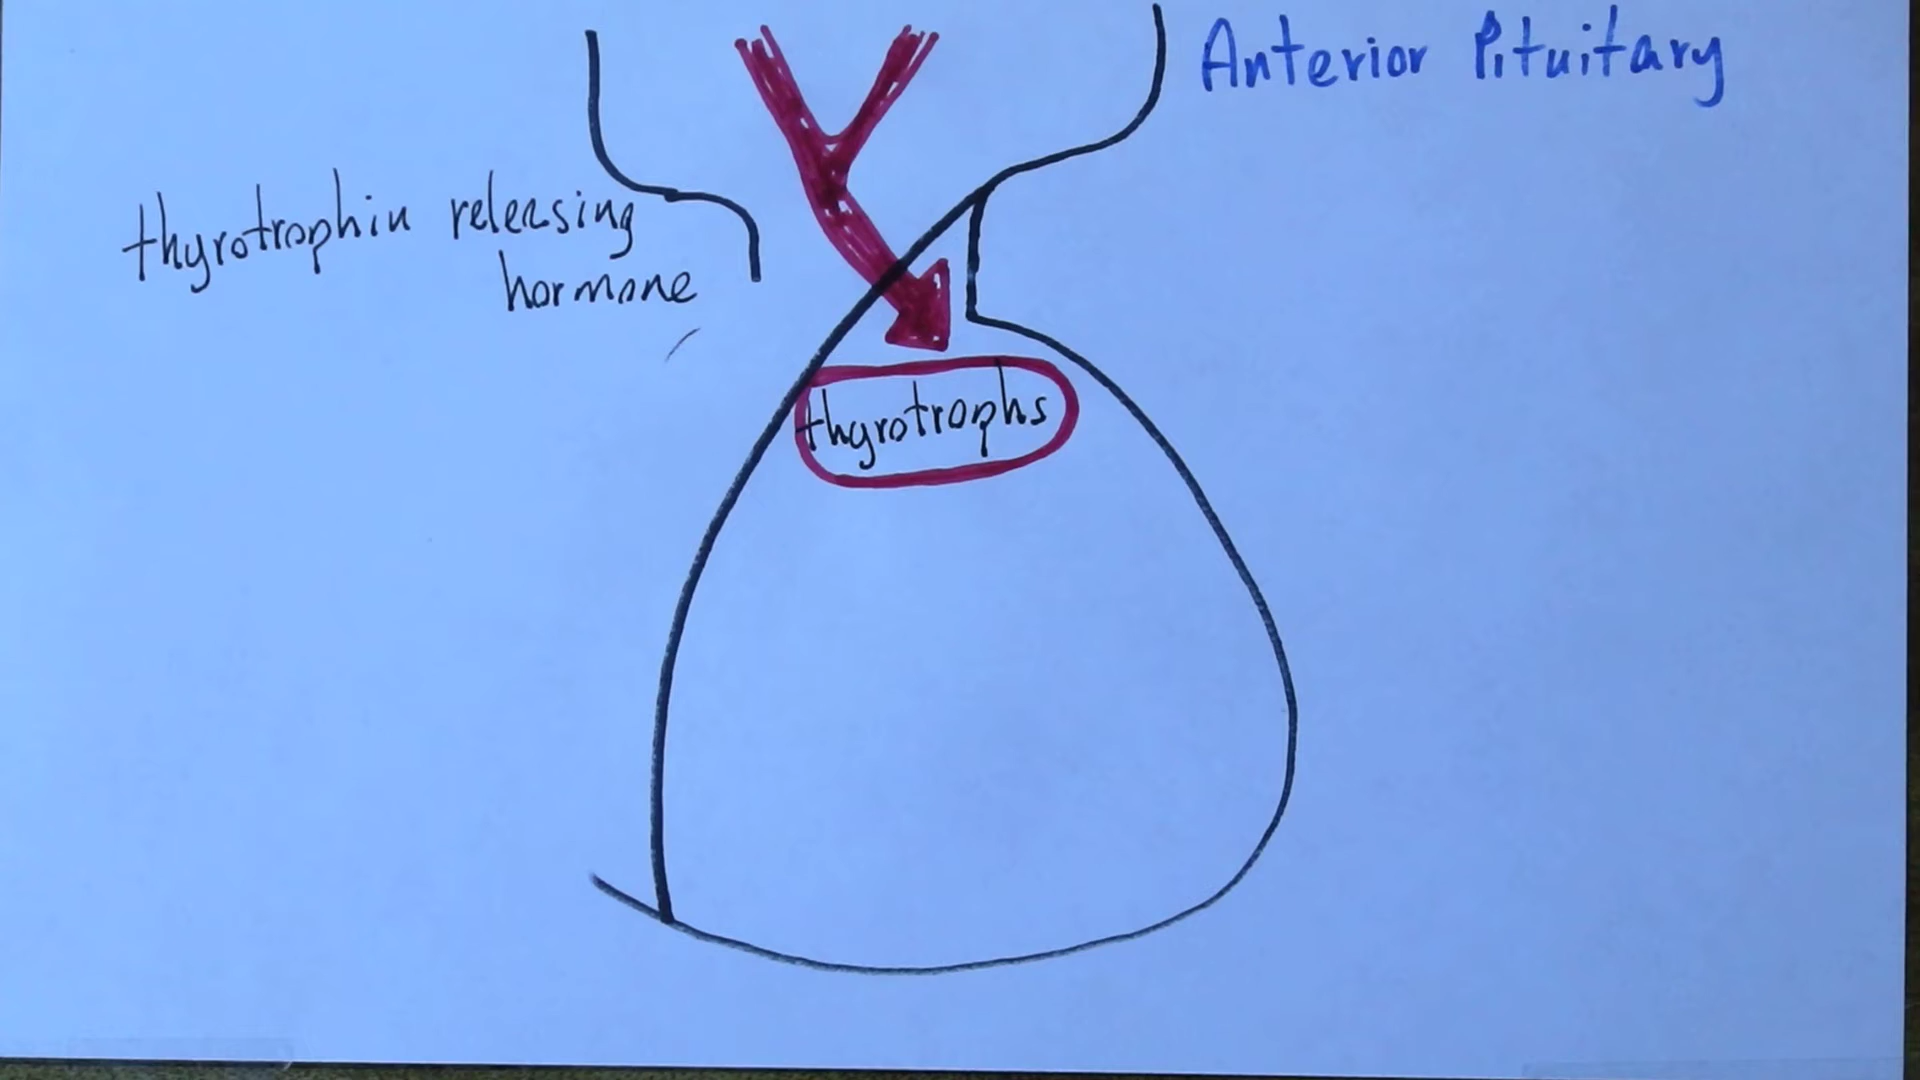 Anterior Pituitary
thyrotrophin releasing
hormone
thyrotrophs